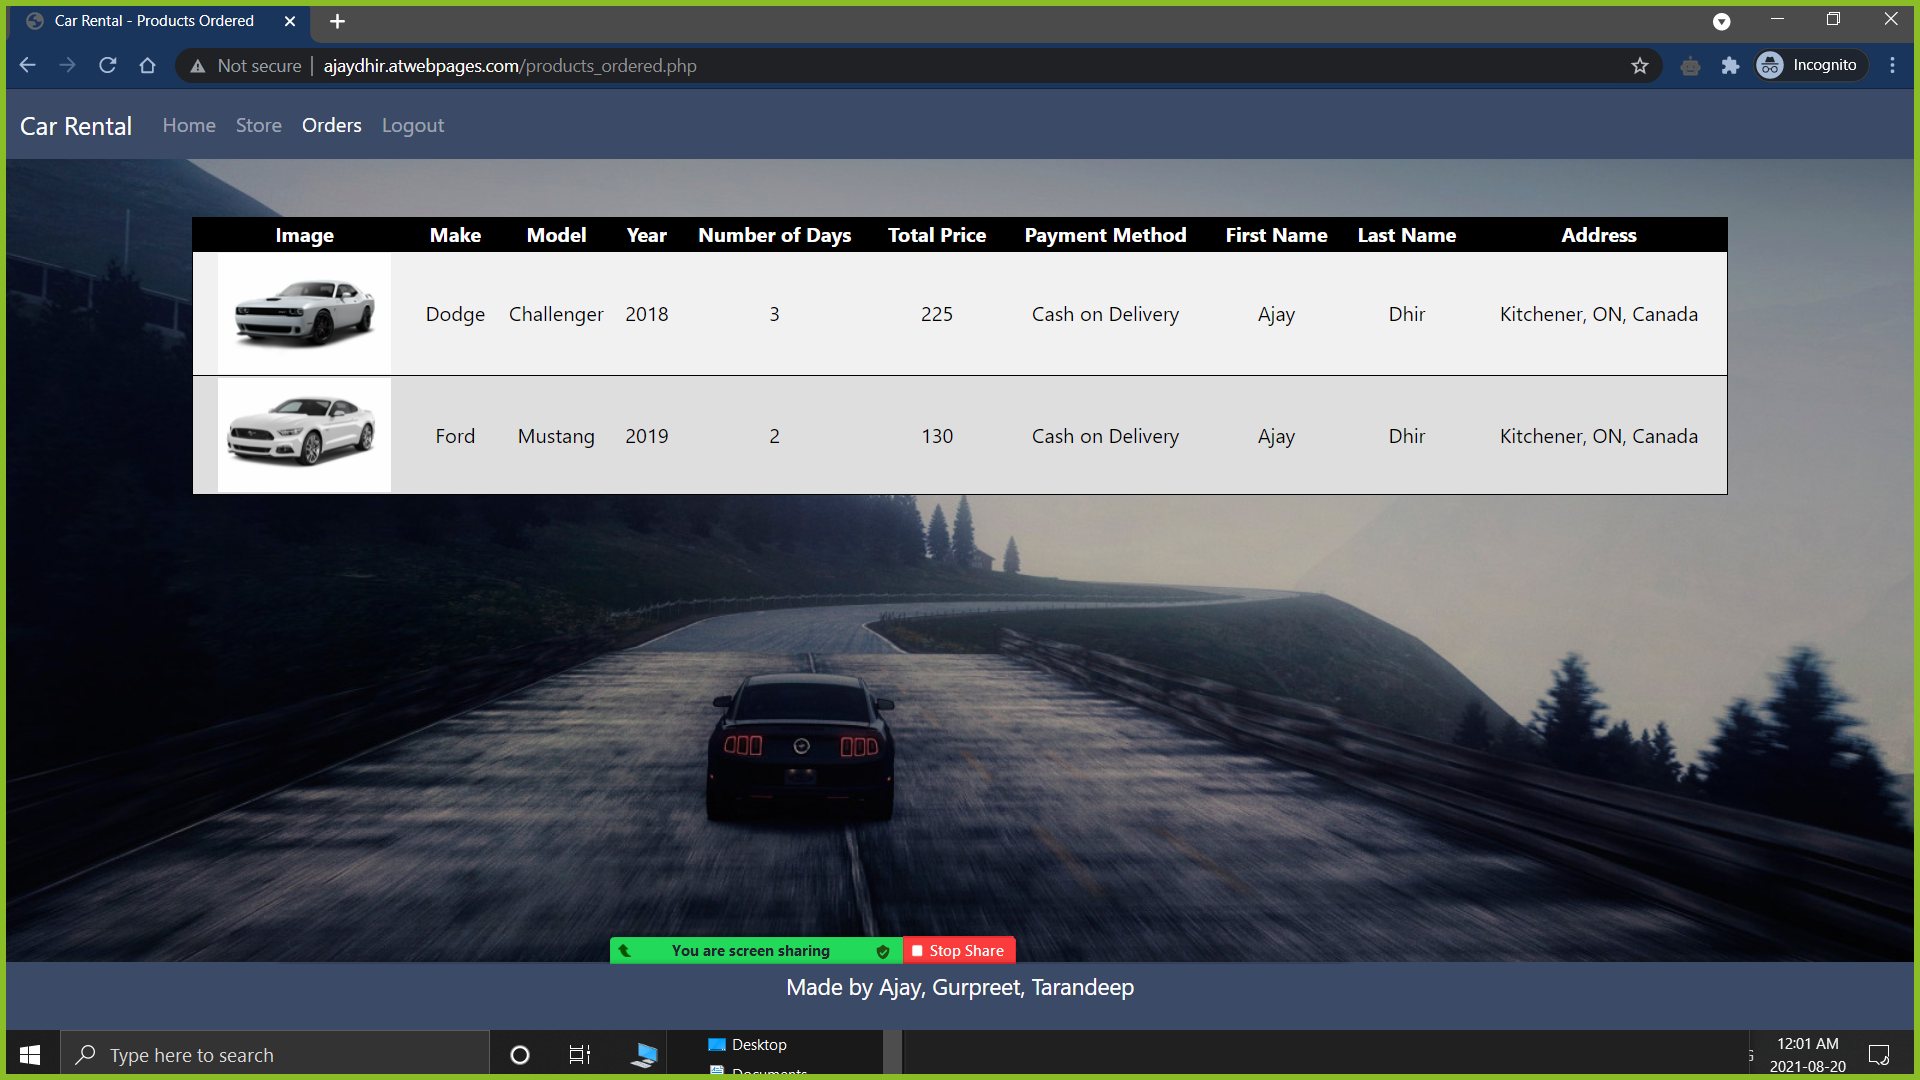 Car Rental - Products Ordered
Not secure | ajaydhir.atwebpages.com/products_ordered.php
Incognito
Car Rental Home Store Orders Logout
Image Make Model Year Number of Days Total Price Payment Method First Name Last Name Address
Dodge Challenger 2018 3 225 Cash on Delivery Ajay Dhir Kitchener, ON, Canada
Ford Mustang 2019 2 130 Cash on Delivery Ajay Dhir Kitchener, ON, Canada
You are screen sharing Stop Share
Made by Ajay, Gurpreet, Tarandeep
Type here to search
Desktop
Documents
12:01 AM
2021-08-20